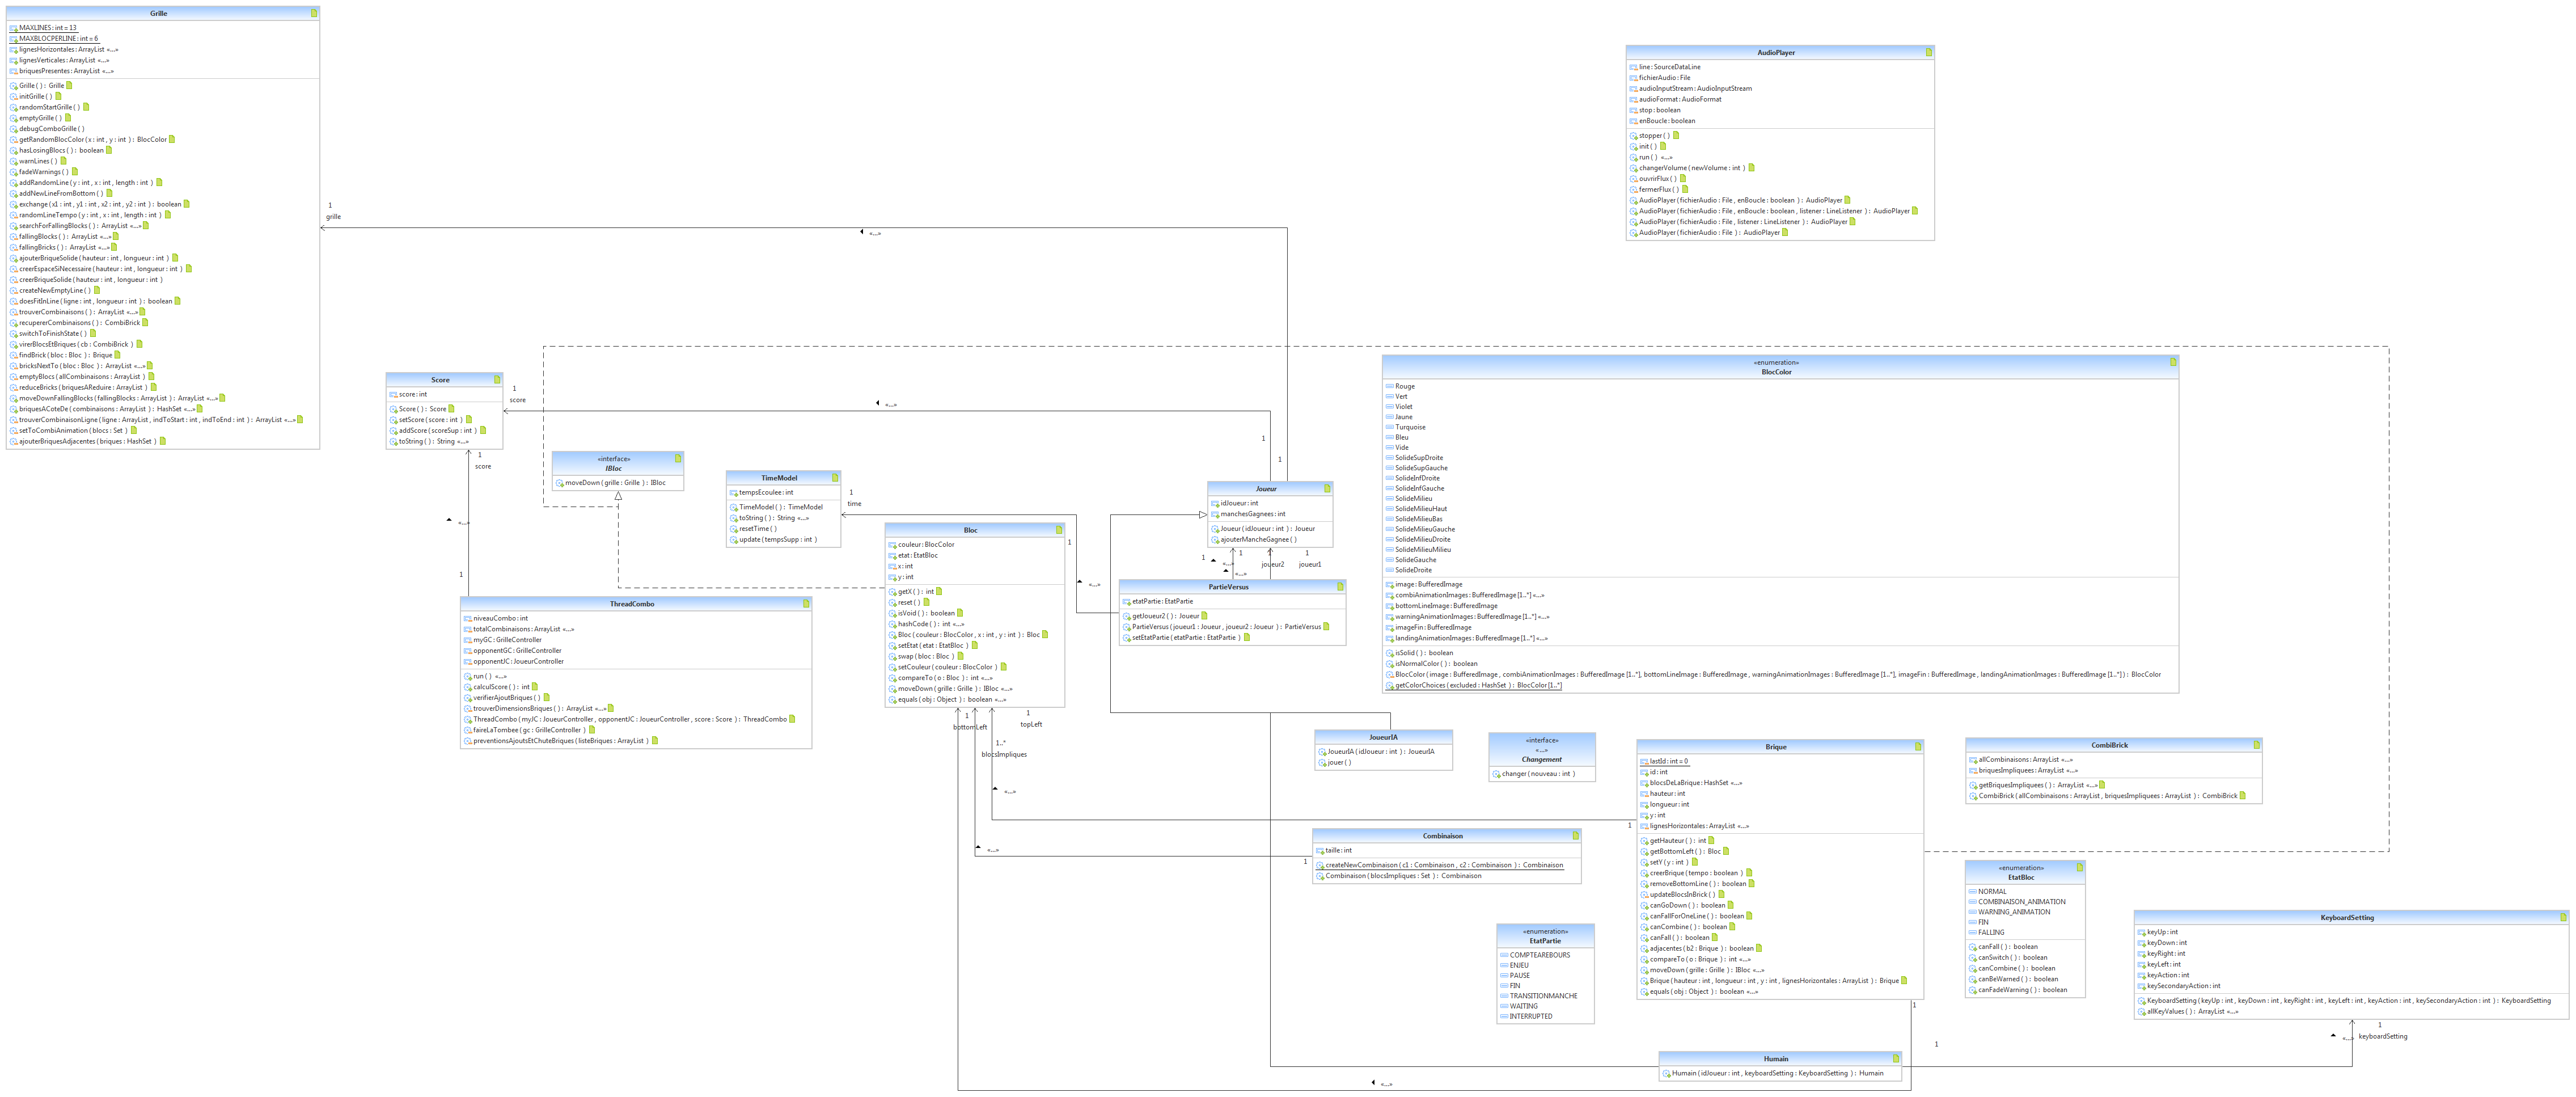 Grille
MAXLINES : int = 13
MAXBLOCPERLINE : int = 6
lignesHorizontales : ArrayList «...»
lignesVerticales : ArrayList «...»
briquesPresentes : ArrayList «...»
Grille ( ) : Grille
initGrille ( )
randomStartGrille ( )
emptyGrille ( )
debugComboGrille ( )
getRandomBlocColor ( x : int , y : int ) : BlocColor
hasLosingBlocs ( ) : boolean
warnLines ( )
fadeWarnings ( )
addRandomLine ( y : int , x : int , length : int )
addNewLineFromBottom ( )
exchange ( x1 : int , y1 : int , x2 : int , y2 : int ) : boolean
randomLineTempo ( y : int , x : int , length : int )
searchForFallingBlocks ( ) : ArrayList «...»
fallingBlocks ( ) : ArrayList «...»
fallingBricks ( ) : ArrayList «...»
ajouterBriqueSolide ( hauteur : int , longueur : int )
creerEspaceSiNecessaire ( hauteur : int , longueur : int )
creerBriqueSolide ( hauteur : int , longueur : int )
createNewEmptyLine ( )
doesFitInLine ( ligne : int , longueur : int ) : boolean
trouverCombinaisons ( ) : ArrayList «...»
recupererCombinaisons ( ) : CombiBrick
switchToFinishState ( )
virerBlocsEtBriques ( cb : CombiBrick )
findBrick ( bloc : Bloc ) : Brique
bricksNextTo ( bloc : Bloc ) : ArrayList «...»
emptyBlocs ( allCombinaisons : ArrayList )
reduceBricks ( briquesAReduire : ArrayList )
moveDownFallingBlocks ( fallingBlocks : ArrayList ) : ArrayList «...»
briquesACoteDe ( combinaisons : ArrayList ) : HashSet «...»
trouverCombinaisonLigne ( ligne : ArrayList , indToStart : int , indToEnd : int ) : ArrayList «...»
setToCombiAnimation ( blocs : Set )
ajouterBriquesAdjacentes ( briques : HashSet )
1
grille
«...»
AudioPlayer
line : SourceDataLine
fichierAudio : File
audioInputStream : AudioInputStream
audioFormat : AudioFormat
stop : boolean
enBoucle : boolean
stopper ( )
init ( )
run ( ) «...»
changerVolume ( newVolume : int )
ouvrirFlux ( )
fermerFlux ( )
AudioPlayer ( fichierAudio : File , enBoucle : boolean ) : AudioPlayer
AudioPlayer ( fichierAudio : File , enBoucle : boolean , listener : LineListener ) : AudioPlayer
AudioPlayer ( fichierAudio : File , listener : LineListener ) : AudioPlayer
AudioPlayer ( fichierAudio : File ) : AudioPlayer
Score
score : int
Score ( ) : Score
setScore ( score : int )
addScore ( scoreSup : int )
toString ( ) : String «...»
1
score
«...»
1
1
1
score
«...»
1
«interface»
IBloc
moveDown ( grille : Grille ) : IBloc
TimeModel
tempsEcoulee : int
TimeModel ( ) : TimeModel
toString ( ) : String «...»
resetTime ( )
update ( tempsSupp : int )
1
time
«...»
1
Joueur
idJoueur : int
manchesGagnees : int
Joueur ( idJoueur : int ) : Joueur
ajouterMancheGagnee ( )
1
1
1
1
«...»
«...»
joueur2
joueur1
PartieVersus
etatPartie : EtatPartie
getJoueur2 ( ) : Joueur
PartieVersus ( joueur1 : Joueur , joueur2 : Joueur ) : PartieVersus
setEtatPartie ( etatPartie : EtatPartie )
«enumeration»
BlocColor
Rouge
Vert
Violet
Jaune
Turquoise
Bleu
Vide
SolideSupDroite
SolideSupGauche
SolideInfDroite
SolideInfGauche
SolideMilieu
SolideMilieuHaut
SolideMilieuBas
SolideMilieuGauche
SolideMilieuDroite
SolideMilieuMilieu
SolideGauche
SolideDroite
image : BufferedImage
combiAnimationImages : BufferedImage [1..*] «...»
bottomLineImage : BufferedImage
warningAnimationImages : BufferedImage [1..*] «...»
imageFin : BufferedImage
landingAnimationImages : BufferedImage [1..*] «...»
isSolid ( ) : boolean
isNormalColor ( ) : boolean
BlocColor ( image : BufferedImage , combiAnimationImages : BufferedImage [1..*] , bottomLineImage : BufferedImage , warningAnimationImages : BufferedImage [1..*] , imageFin : BufferedImage , landingAnimationImages : BufferedImage [1..*] ) : BlocColor
getColorChoices ( excluded : HashSet ) : BlocColor [1..*]
Bloc
couleur : BlocColor
etat : EtatBloc
x : int
y : int
getX ( ) : int
reset ( )
isVoid ( ) : boolean
hashCode ( ) : int «...»
Bloc ( couleur : BlocColor , x : int , y : int ) : Bloc
setEtat ( etat : EtatBloc )
swap ( bloc : Bloc )
setCouleur ( couleur : BlocColor )
compareTo ( o : Bloc ) : int «...»
moveDown ( grille : Grille ) : IBloc «...»
equals ( obj : Object ) : boolean «...»
1
bottomLeft
1
topLeft
1..*
blocsImpliques
«...»
«...»
ThreadCombo
niveauCombo : int
totalCombinaisons : ArrayList «...»
myGC : GrilleController
opponentGC : GrilleController
opponentJC : JoueurController
run ( ) «...»
calculScore ( ) : int
verifierAjoutBriques ( )
trouverDimensionsBriques ( ) : ArrayList «...»
ThreadCombo ( myJC : JoueurController , opponentJC : JoueurController , score : Score ) : ThreadCombo
faireLaTombee ( gc : GrilleController )
preventionsAjoutsEtChuteBriques ( listeBriques : ArrayList )
JoueurIA
JoueurIA ( idJoueur : int ) : JoueurIA
jouer ( )
«interface»
«...»
Changement
changer ( nouveau : int )
Brique
lastId : int = 0
id : int
blocsDeLaBrique : HashSet «...»
hauteur : int
longueur : int
y : int
lignesHorizontales : ArrayList «...»
getHauteur ( ) : int
getBottomLeft ( ) : Bloc
setY ( y : int )
creerBrique ( tempo : boolean )
removeBottomLine ( ) : boolean
updateBlocsInBrick ( )
canGoDown ( ) : boolean
canFallForOneLine ( ) : boolean
canCombine ( ) : boolean
canFall ( ) : boolean
adjacentes ( b2 : Brique ) : boolean
compareTo ( o : Brique ) : int «...»
moveDown ( grille : Grille ) : IBloc «...»
Brique ( hauteur : int , longueur : int , y : int , lignesHorizontales : ArrayList ) : Brique
equals ( obj : Object ) : boolean «...»
1
1
CombiBrick
allCombinaisons : ArrayList «...»
briquesImpliquees : ArrayList «...»
getBriquesImpliquees ( ) : ArrayList «...»
CombiBrick ( allCombinaisons : ArrayList , briquesImpliquees : ArrayList ) : CombiBrick
Combinaison
taille : int
createNewCombinaison ( c1 : Combinaison , c2 : Combinaison ) : Combinaison
Combinaison ( blocsImpliques : Set ) : Combinaison
1
«enumeration»
EtatBloc
NORMAL
COMBINAISON_ANIMATION
WARNING_ANIMATION
FIN
FALLING
canFall ( ) : boolean
canSwitch ( ) : boolean
canCombine ( ) : boolean
canBeWarned ( ) : boolean
canFadeWarning ( ) : boolean
«enumeration»
EtatPartie
COMPTEAREBOURS
ENJEU
PAUSE
FIN
TRANSITIONMANCHE
WAITING
INTERRUPTED
KeyboardSetting
keyUp : int
keyDown : int
keyRight : int
keyLeft : int
keyAction : int
keySecondaryAction : int
KeyboardSetting ( keyUp : int , keyDown : int , keyRight : int , keyLeft : int , keyAction : int , keySecondaryAction : int ) : KeyboardSetting
allKeyValues ( ) : ArrayList «...»
1
keyboardSetting
«...»
1
Humain
Humain ( idJoueur : int , keyboardSetting : KeyboardSetting ) : Humain
«...»